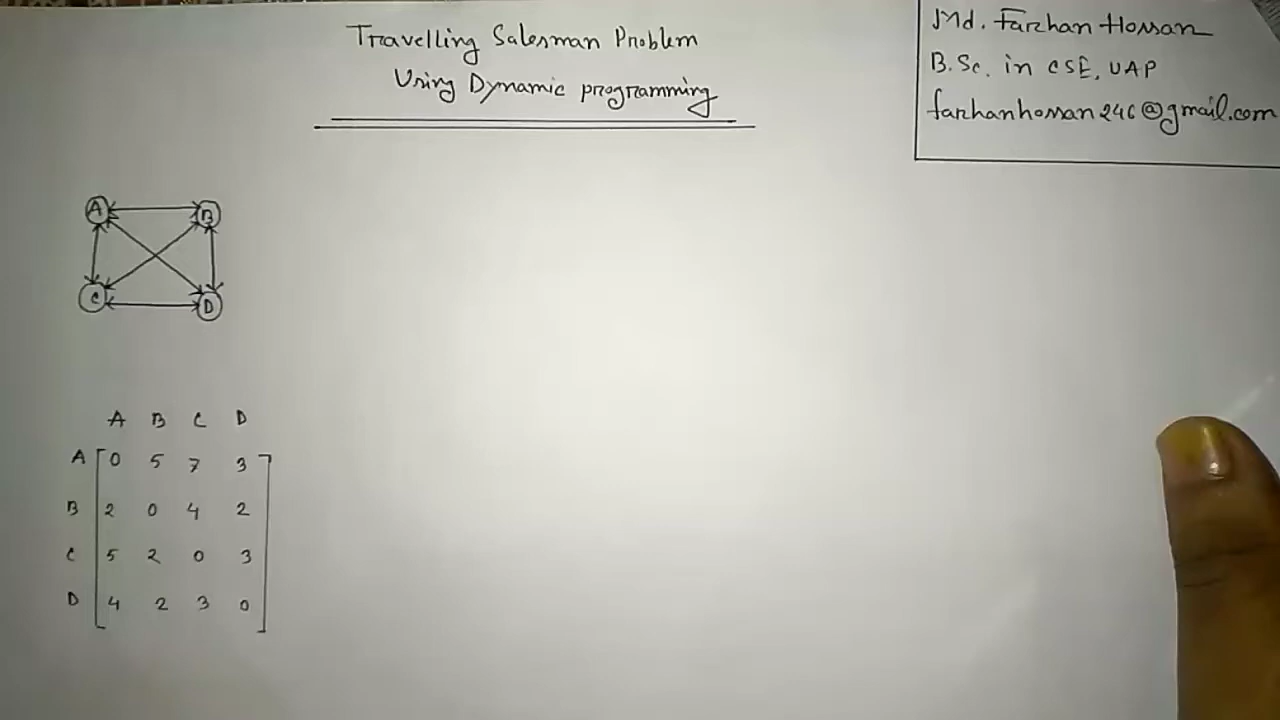 Travelling Salesman Problem
Using Dynamic programming
Md. Farhan Hossan
B.Sc. in CSE, UAP
farhanhossan246@gmail.com
A B
C D
A B C D
A 0 5 7 3
B 2 0 4 2
C 5 2 0 3
D 4 2 3 0